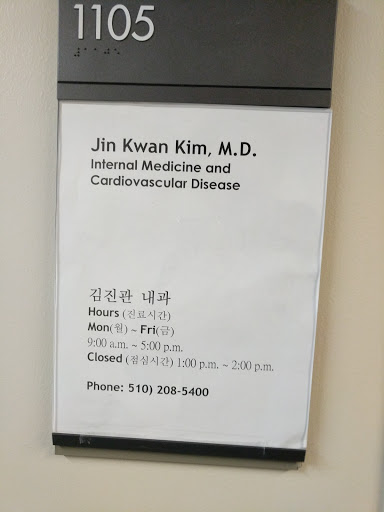 1105
Jin Kwan Kim, M.D.
Internal Medicine and
Cardiovascular Disease
김진관 내과
Hours (진료시간)
Mon(월) ~ Fri(금)
9:00 a.m. ~ 5:00 p.m.
Closed (점심시간) 1:00 p.m. ~ 2:00 p.m.
Phone: 510) 208-5400